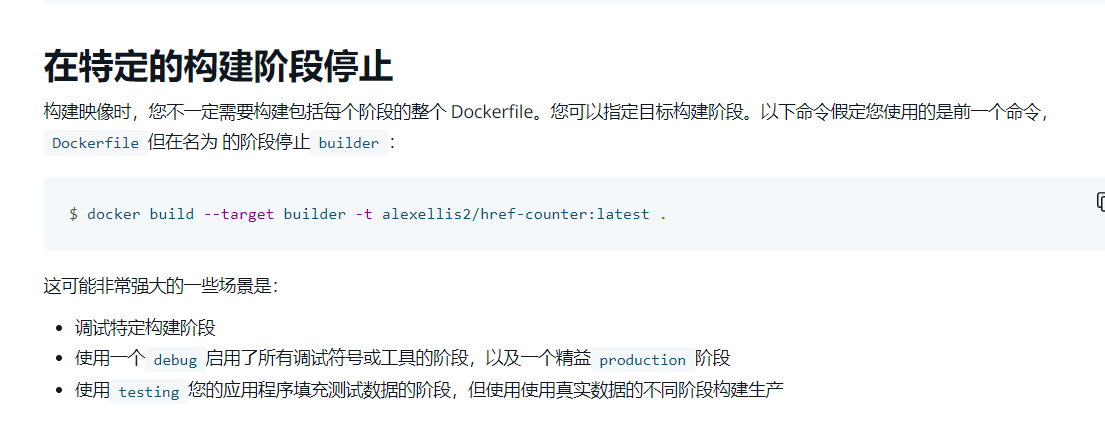 在特定的构建阶段停止
构建映像时，您不一定需要构建包括每个阶段的整个 Dockerfile。您可以指定目标构建阶段。以下命令假定您使用的是前一个命令，
Dockerfile 但在名为 的阶段停止 builder ：
$ docker build --target builder -t alexellis2/href-counter:latest .
这可能非常强大的一些场景是：
• 调试特定构建阶段
• 使用一个 debug 启用了所有调试符号或工具的阶段，以及一个精益 production 阶段
• 使用 testing 您的应用程序填充测试数据的阶段，但使用使用真实数据的不同阶段构建生产